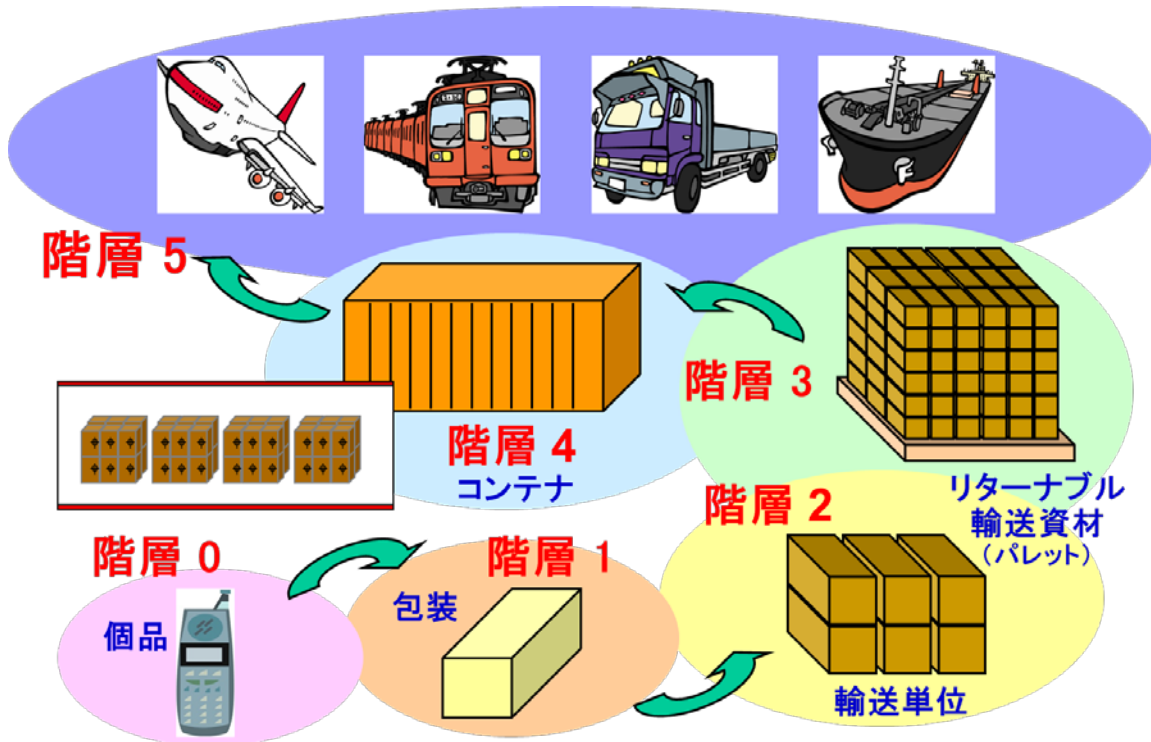 階層 5
階層 3
階層 4
コンテナ
リターナブル
輸送資材
（パレット）
階層 2
輸送単位
階層 0
個品
階層 1
包装